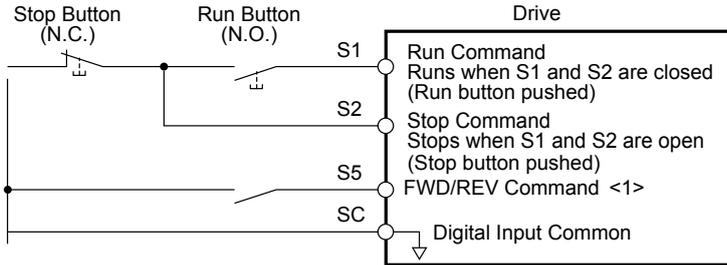 Stop Button
(N.C.)
Run Button
(N.O.)
Drive
S1
Run Command
Runs when S1 and S2 are closed
(Run button pushed)
S2
Stop Command
Stops when S1 and S2 are open
(Stop button pushed)
S5
FWD/REV Command <1>
SC
Digital Input Common